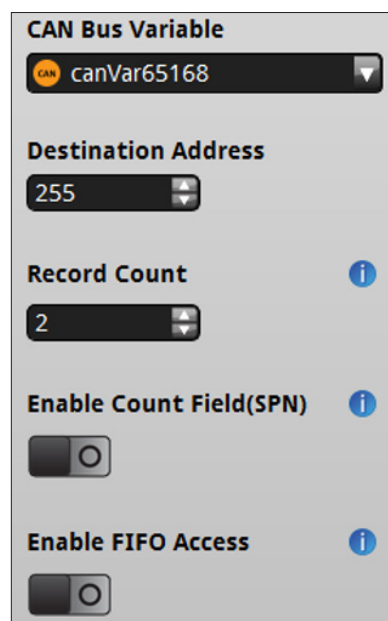 CAN Bus Variable
CAN canVar65168
Destination Address
255
Record Count
i
2
Enable Count Field(SPN)
i
Enable FIFO Access
i